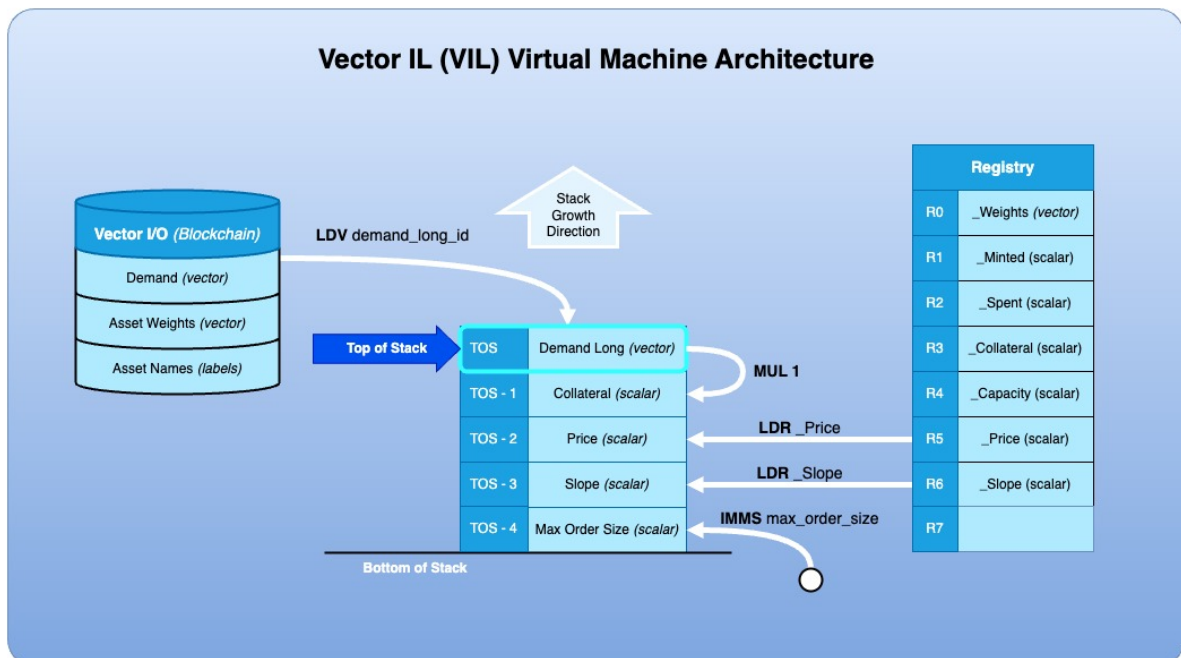 Vector IL (VIL) Virtual Machine Architecture
Vector I/O (Blockchain)
Demand (vector)
Asset Weights (vector)
Asset Names (labels)
LDV demand_long_id
Stack
Growth
Direction
Top of Stack
TOS
Demand Long (vector)
TOS - 1
Collateral (scalar)
TOS - 2
Price (scalar)
TOS - 3
Slope (scalar)
TOS - 4
Max Order Size (scalar)
Bottom of Stack
MUL 1
LDR _Price
LDR _Slope
IMMS max_order_size
Registry
R0
_Weights (vector)
R1
_Minted (scalar)
R2
_Spent (scalar)
R3
_Collateral (scalar)
R4
_Capacity (scalar)
R5
_Price (scalar)
R6
_Slope (scalar)
R7